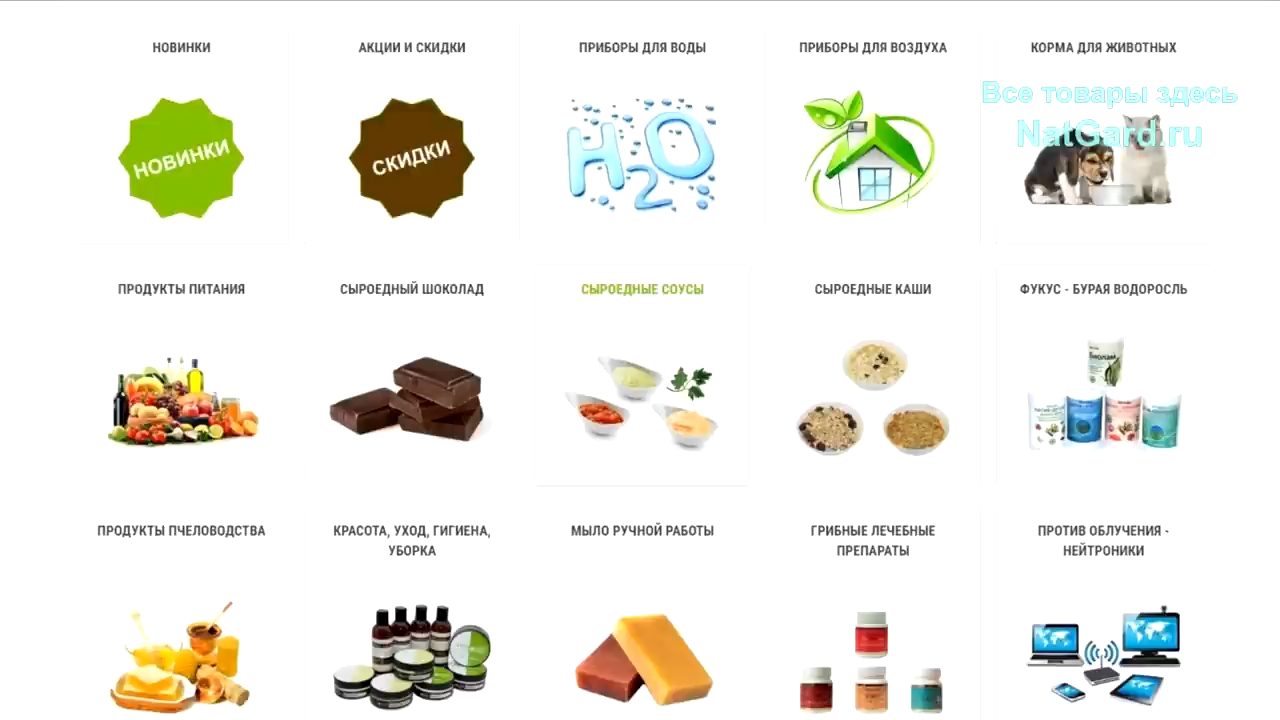 НОВИНКИ
АКЦИИ И СКИДКИ
ПРИБОРЫ ДЛЯ ВОДЫ
ПРИБОРЫ ДЛЯ ВОЗДУХА
КОРМА ДЛЯ ЖИВОТНЫХ
Все товары здесь
NatGard.ru
НОВИНКИ
СКИДКИ
H2O
ПРОДУКТЫ ПИТАНИЯ
СЫРОЕДНЫЙ ШОКОЛАД
СЫРОЕДНЫЕ СОУСЫ
СЫРОЕДНЫЕ КАШИ
ФУКУС - БУРАЯ ВОДОРОСЛЬ
ПРОДУКТЫ ПЧЕЛОВОДСТВА
КРАСОТА, УХОД, ГИГИЕНА,
УБОРКА
МЫЛО РУЧНОЙ РАБОТЫ
ГРИБНЫЕ ЛЕЧЕБНЫЕ
ПРЕПАРАТЫ
ПРОТИВ ОБЛУЧЕНИЯ -
НЕЙТРОНИКИ